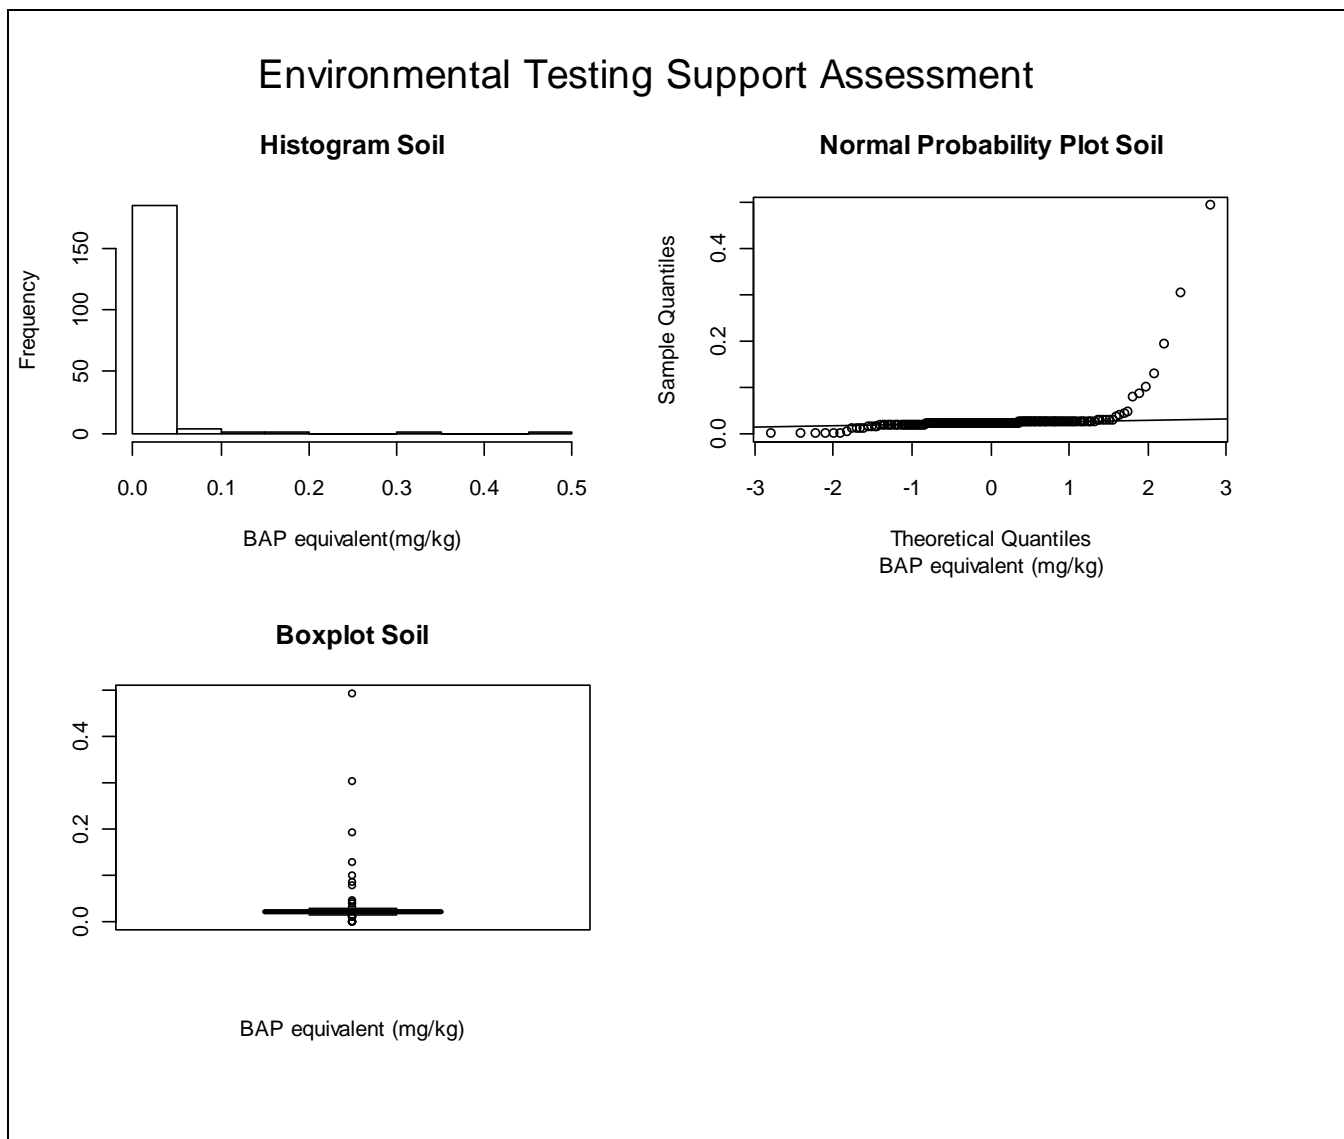 Environmental Testing Support Assessment
Histogram Soil
Frequency
0 50 100 150
0.0 0.1 0.2 0.3 0.4 0.5
BAP equivalent(mg/kg)
Normal Probability Plot Soil
Sample Quantiles
0.0 0.2 0.4
-3 -2 -1 0 1 2 3
Theoretical Quantiles
BAP equivalent (mg/kg)
Boxplot Soil
0.0 0.2 0.4
BAP equivalent (mg/kg)